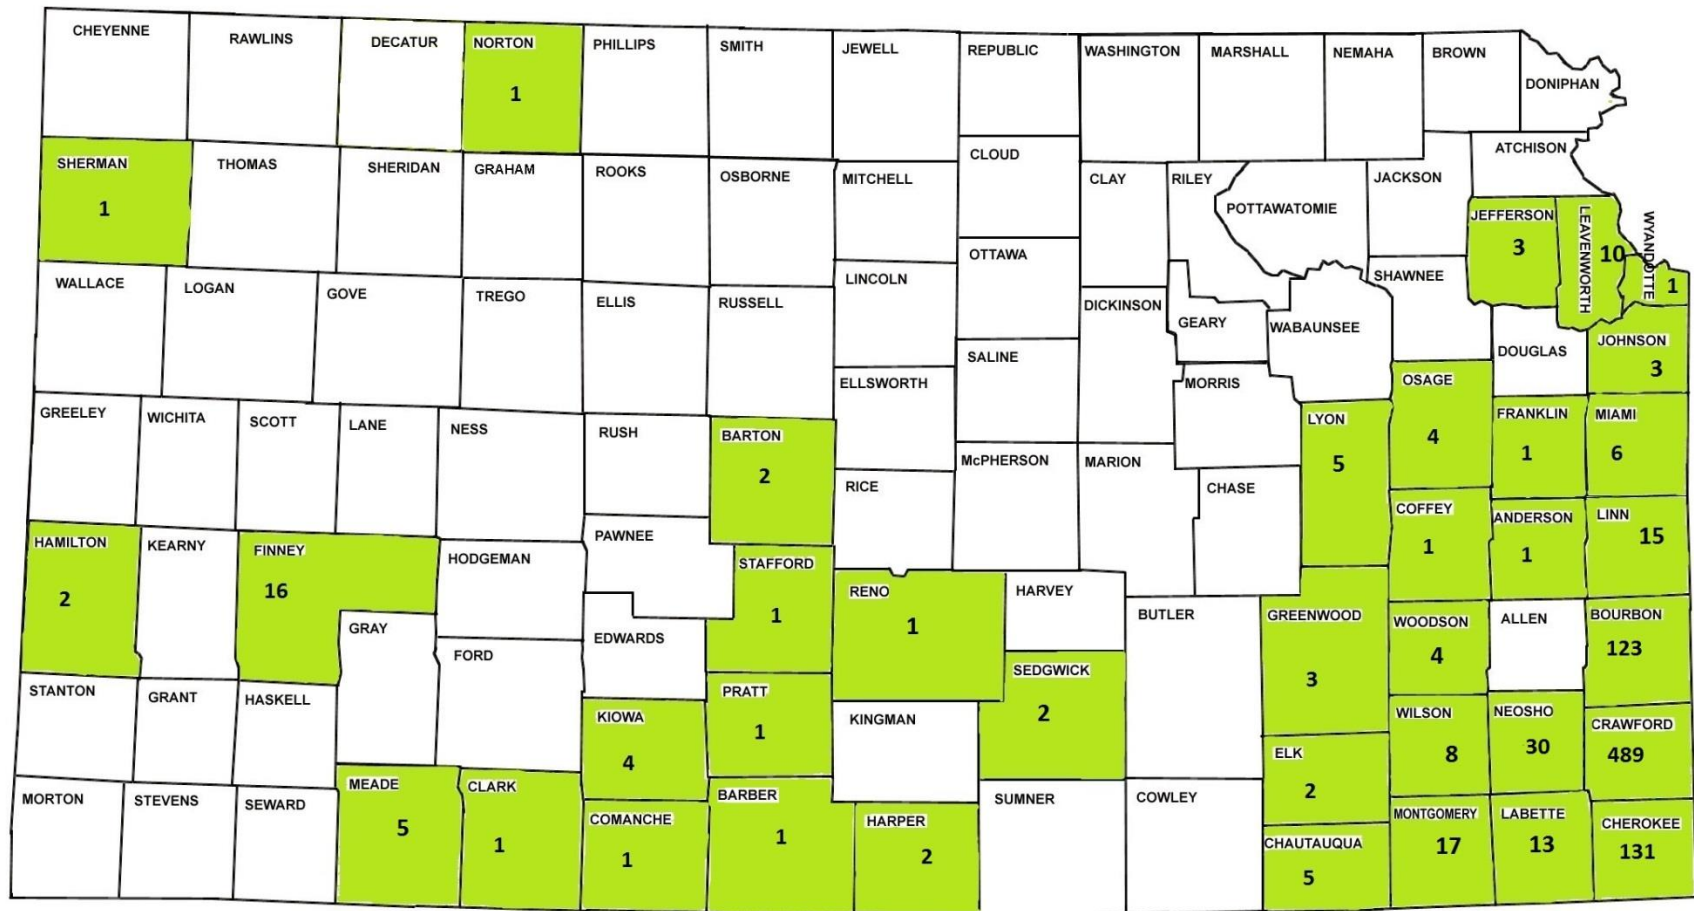 CHEYENNE
RAWLINS
DECATUR
NORTON
1
PHILLIPS
SMITH
JEWELL
REPUBLIC
WASHINGTON
MARSHALL
NEMAHA
BROWN
DONIPHAN
SHERMAN
1
THOMAS
SHERIDAN
GRAHAM
ROOKS
OSBORNE
MITCHELL
CLOUD
CLAY
RILEY
POTTAWATOMIE
JACKSON
ATCHISON
JEFFERSON
3
LEAVENWORTH
10
WYANDOTTE
1
WALLACE
LOGAN
GOVE
TREGO
ELLIS
RUSSELL
LINCOLN
OTTAWA
DICKINSON
GEARY
WABAUNSEE
SHAWNEE
DOUGLAS
JOHNSON
3
GREELEY
WICHITA
SCOTT
LANE
NESS
RUSH
BARTON
2
ELLSWORTH
SALINE
MORRIS
LYON
5
OSAGE
4
FRANKLIN
1
MIAMI
6
RICE
McPHERSON
MARION
CHASE
COFFEY
1
ANDERSON
1
LINN
15
HAMILTON
2
KEARNY
FINNEY
16
HODGEMAN
PAWNEE
STAFFORD
1
RENO
1
HARVEY
BUTLER
GREENWOOD
3
WOODSON
4
ALLEN
BOURBON
123
GRAY
FORD
EDWARDS
STANTON
GRANT
HASKELL
KIOWA
4
PRATT
1
KINGMAN
SEDGWICK
2
ELK
2
WILSON
8
NEOSHO
30
CRAWFORD
489
MORTON
STEVENS
SEWARD
MEADE
5
CLARK
1
COMANCHE
1
BARBER
1
HARPER
2
SUMNER
COWLEY
CHAUTAUQUA
5
MONTGOMERY
17
LABETTE
13
CHEROKEE
131